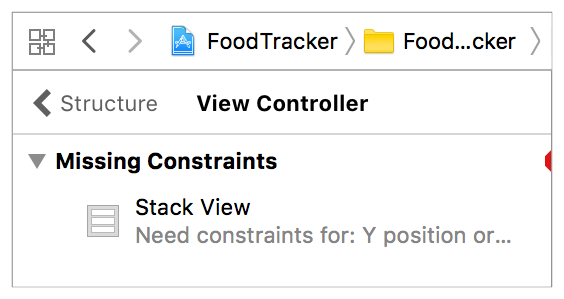 FoodTracker Food...cker
Structure View Controller
Missing Constraints
Stack View
Need constraints for: Y position or...